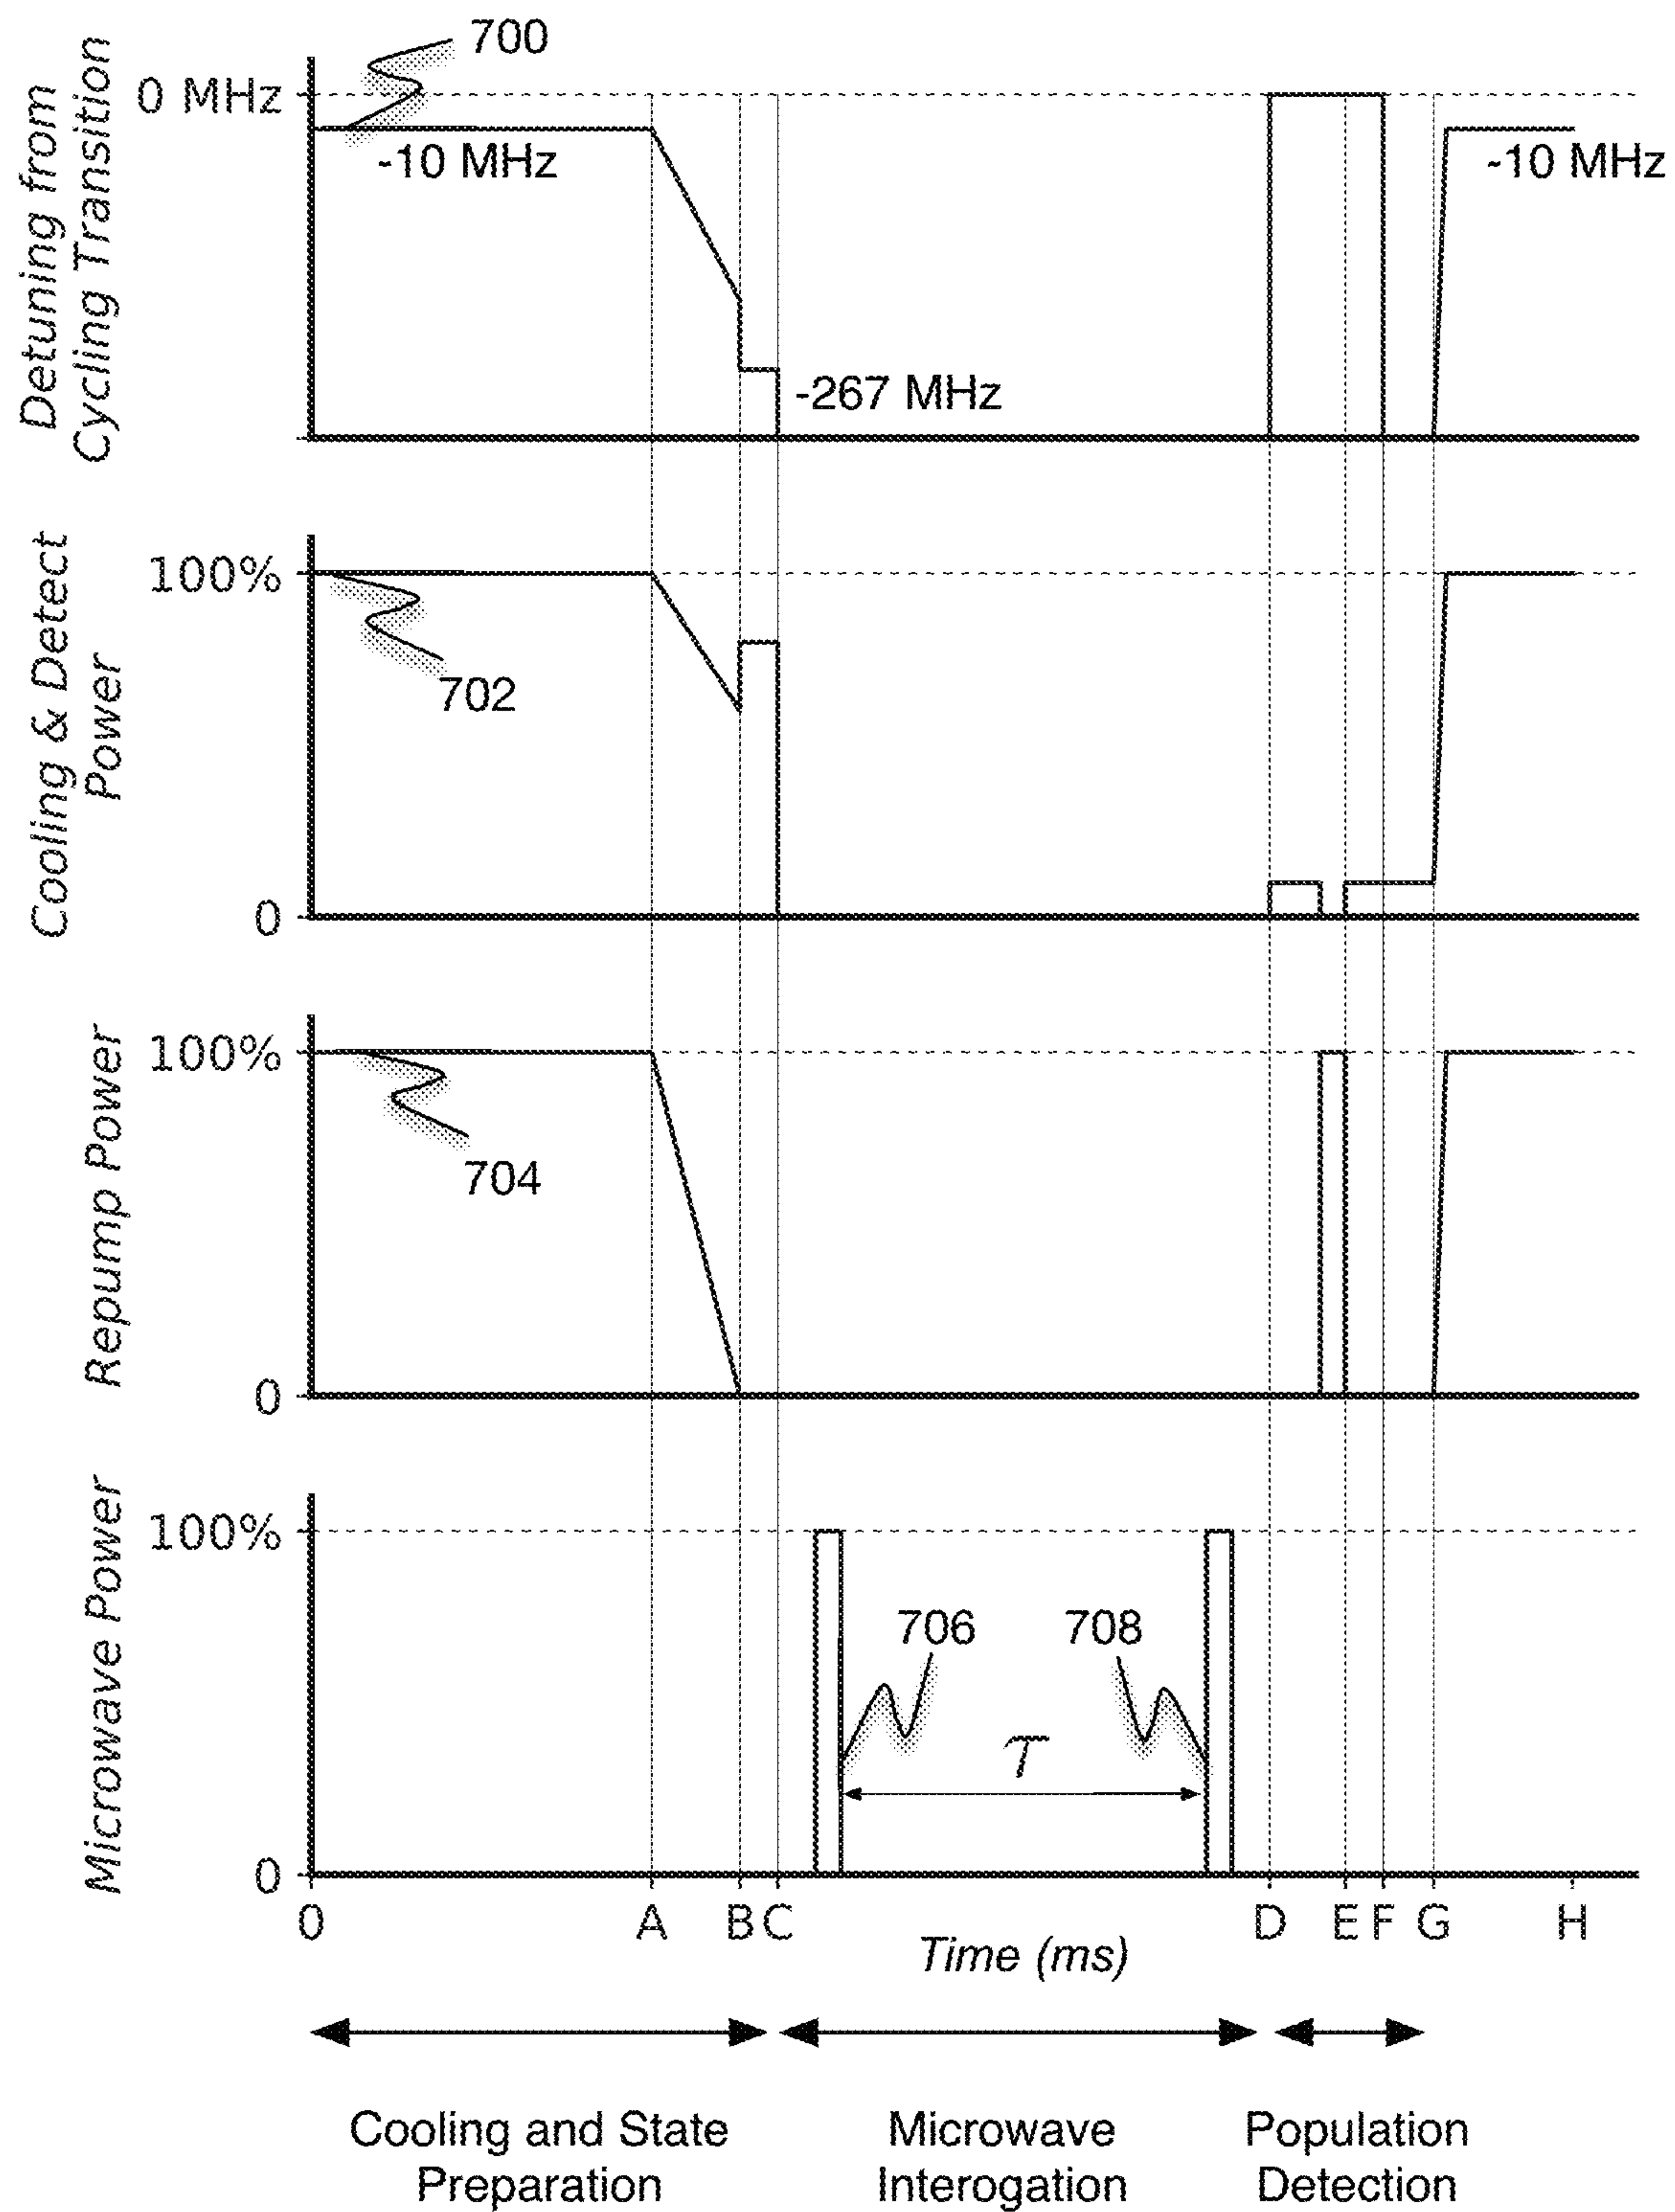 700
Detuning from
Cycling Transition
0 MHz
-10 MHz
-10 MHz
-267 MHz
Cooling & Detect
Power
100%
702
0
Repump Power
100%
704
0
Microwave Power
100%
706
708
τ
0
0 A B C D E F G H
Time (ms)
Cooling and State
Preparation
Microwave
Interogation
Population
Detection